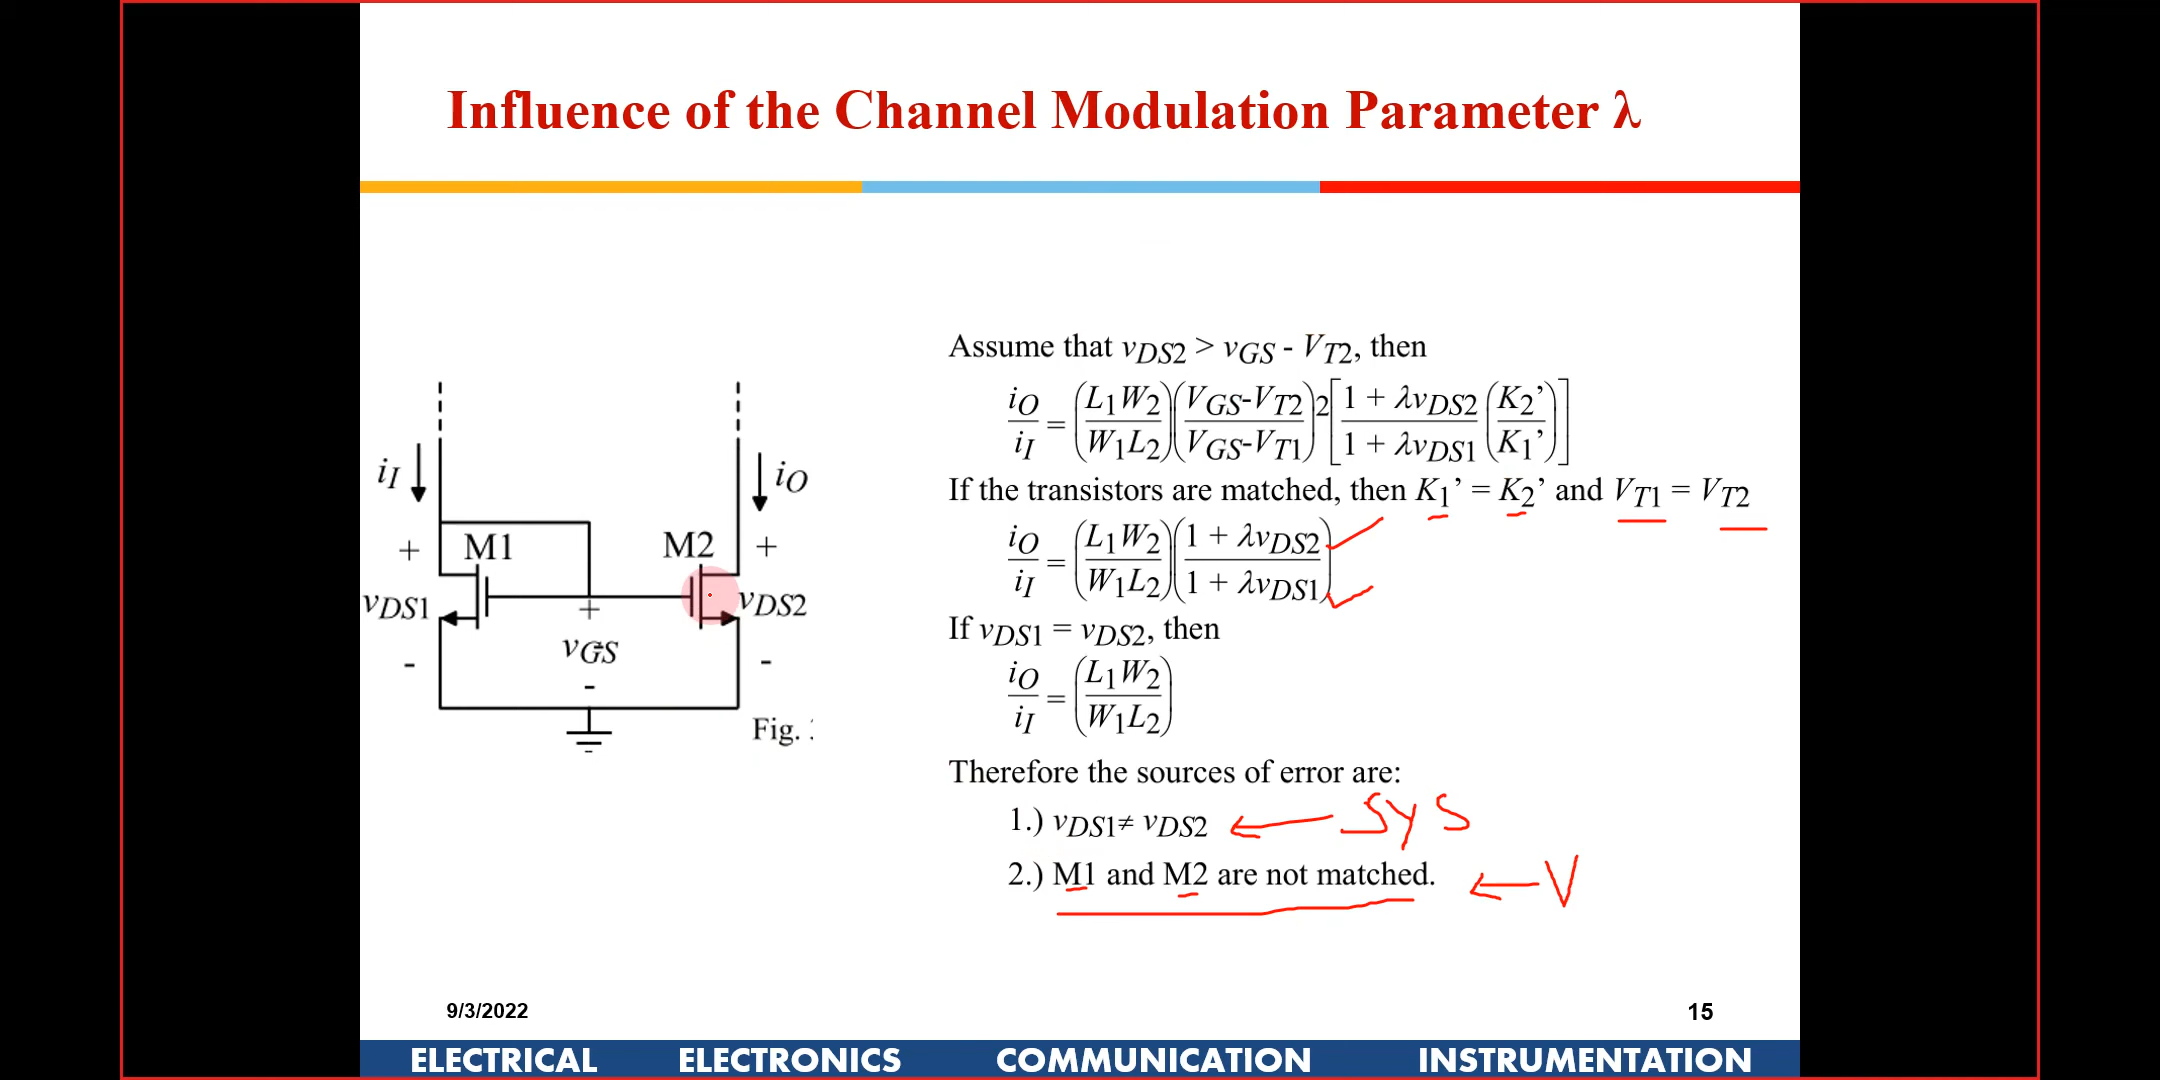 Influence of the Channel Modulation Parameter λ
Assume that vDS2 > vGS - VT2, then
iO/iI = (L1W2/W1L2)(VGS-VT2/VGS-VT1)2[1 + λvDS2/1 + λvDS1(K2’/K1’)]
If the transistors are matched, then K1’ = K2’ and VT1 = VT2
iO/iI = (L1W2/W1L2)(1 + λvDS2/1 + λvDS1)
If vDS1 = vDS2, then
iO/iI = (L1W2/W1L2)
Therefore the sources of error are:
1.) vDS1≠ vDS2 SyS
2.) M1 and M2 are not matched. V
iI
iO
+ M1 M2 +
vDS1 + vDS2
- vGS -
-
Fig.
9/3/2022 15
ELECTRICAL ELECTRONICS COMMUNICATION INSTRUMENTATION